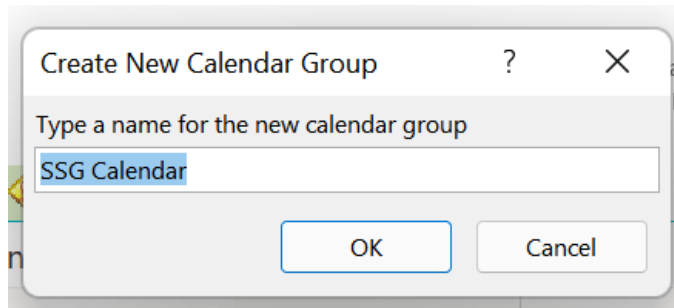 Create New Calendar Group ?
Type a name for the new calendar group
SSG Calendar
OK Cancel
n